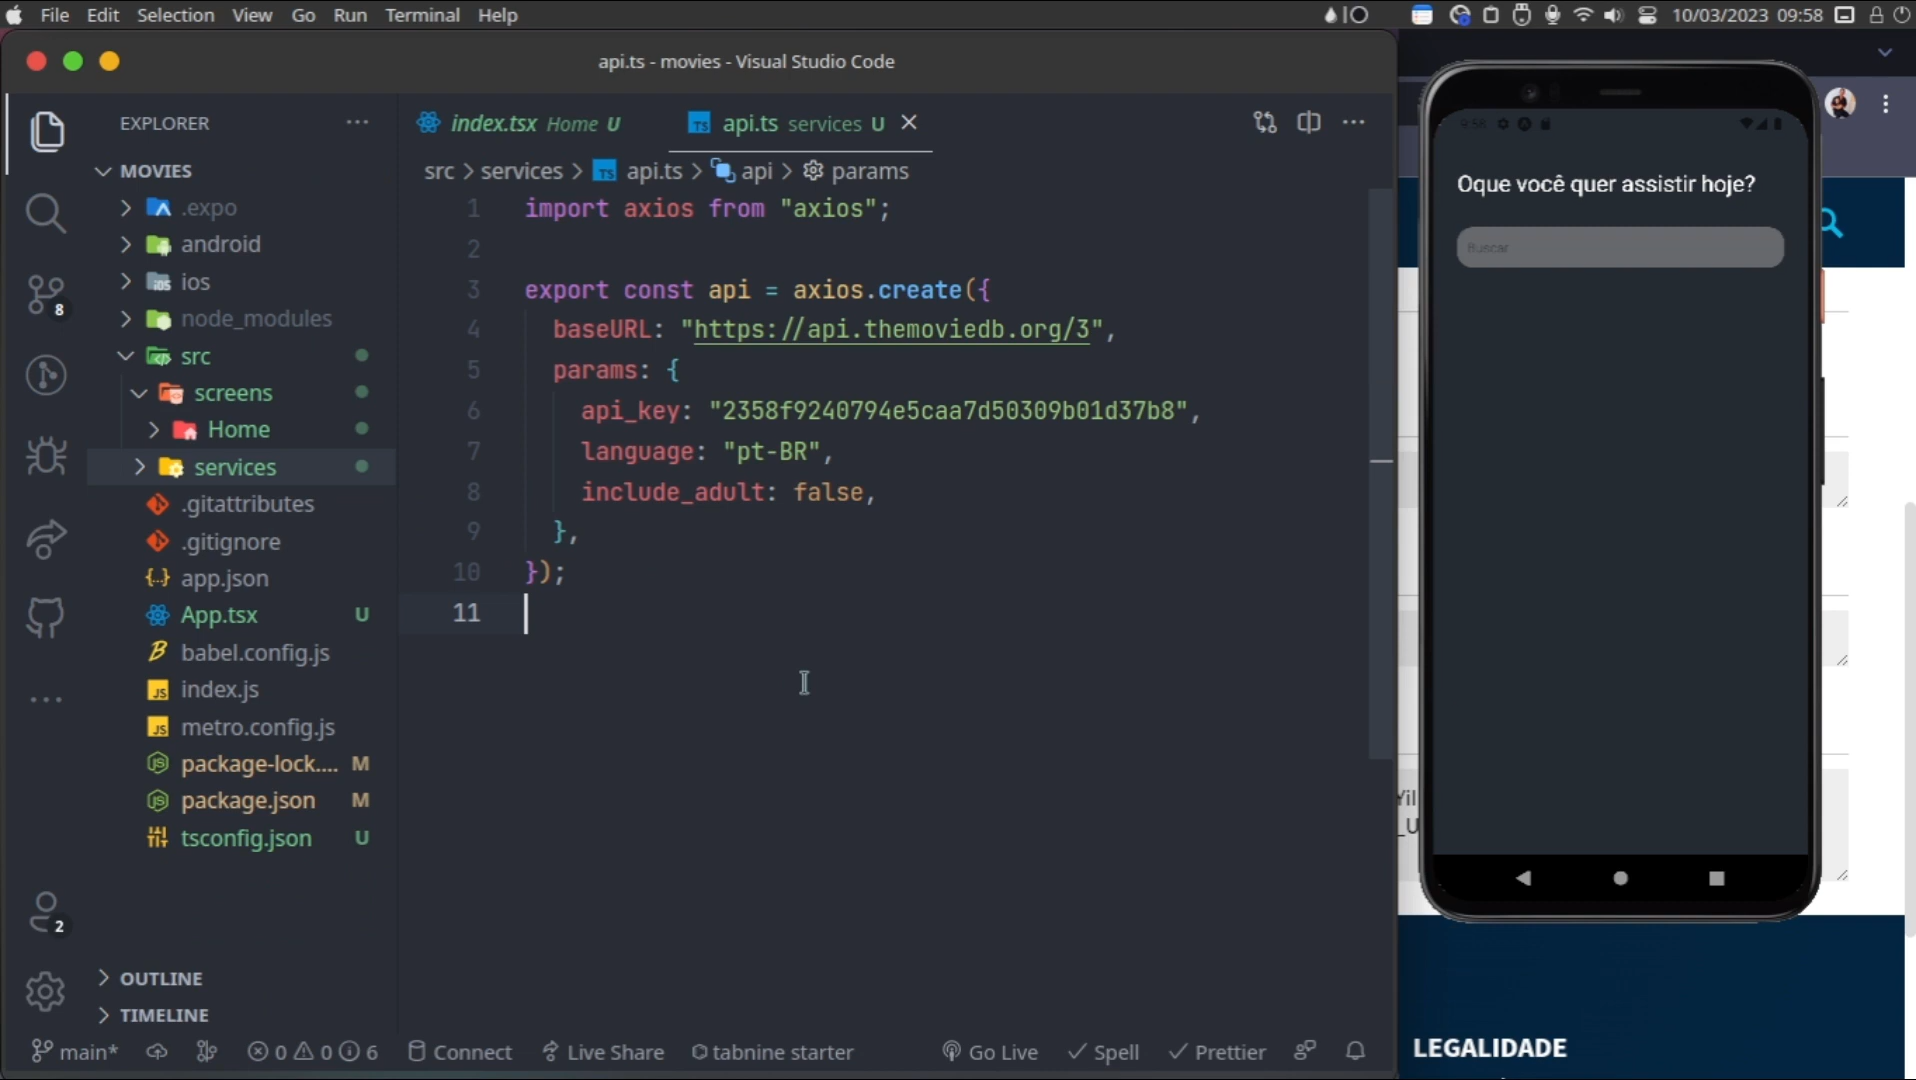 File Edit Selection View Go Run Terminal Help
10/03/2023 09:58
api.ts - movies - Visual Studio Code
EXPLORER
index.tsx Home U
api.ts services U
MOVIES
src > services > TS api.ts > api > params
.expo
android
ios
node_modules
src
screens
Home
services
.gitattributes
.gitignore
app.json
App.tsx U
babel.config.js
index.js
metro.config.js
package-lock.... M
package.json M
tsconfig.json U
OUTLINE
TIMELINE
8
2
1 import axios from "axios";
2
3 export const api = axios.create({
4 baseURL: "https://api.themoviedb.org/3",
5 params: {
6 api_key: "2358f9240794e5caa7d50309b01d37b8",
7 language: "pt-BR",
8 include_adult: false,
9 },
10 });
11
main* 0 0 6 Connect Live Share tabnine starter Go Live Spell Prettier
Oque você quer assistir hoje?
Buscar
Yil
_U
LEGALIDADE